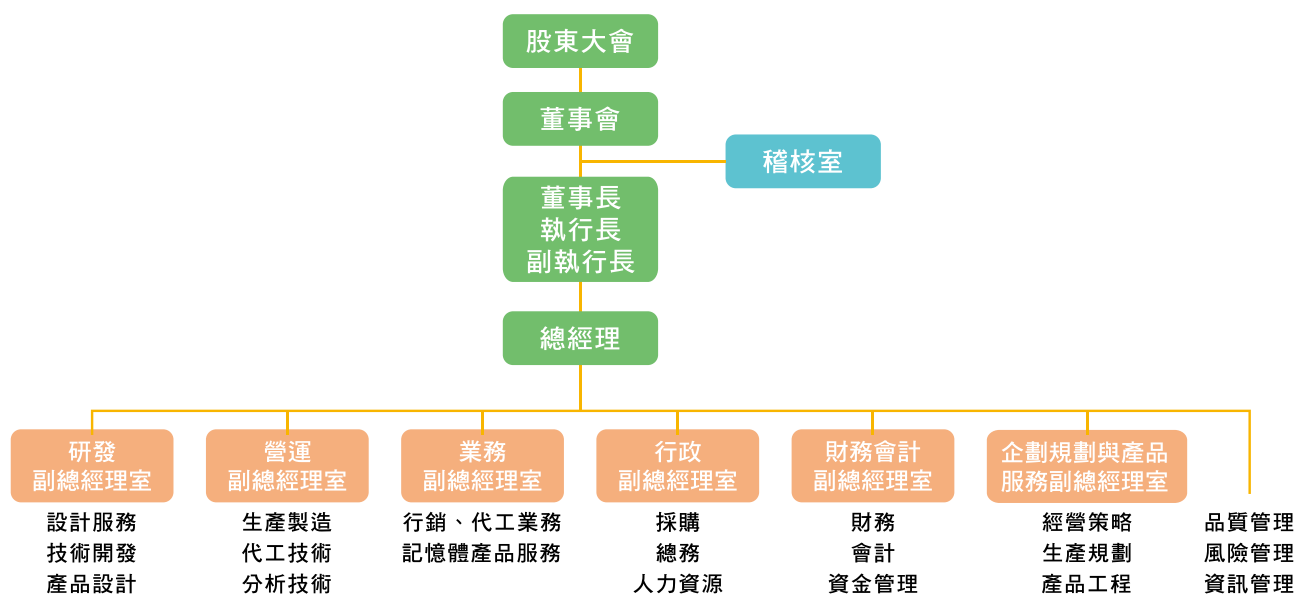 股東大會
董事會
稽核室
董事長
執行長
副執行長
總經理
研發
副總經理室
設計服務
技術開發
產品設計
營運
副總經理室
生產製造
代工技術
分析技術
業務
副總經理室
行銷、代工業務
記憶體產品服務
行政
副總經理室
採購
總務
人力資源
財務會計
副總經理室
財務
會計
資金管理
企劃規劃與產品
服務副總經理室
經營策略
生產規劃
產品工程
品質管理
風險管理
資訊管理